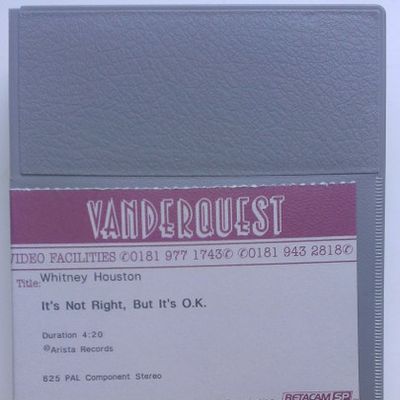 VANDERQUEST
VIDEO FACILITIES ✆0181 977 1743✆ ✆0181 943 2818✆
Title: Whitney Houston
It's Not Right, But It's O.K.
Duration 4:20
©Arista Records
625 PAL Component Stereo
BETACAM SP